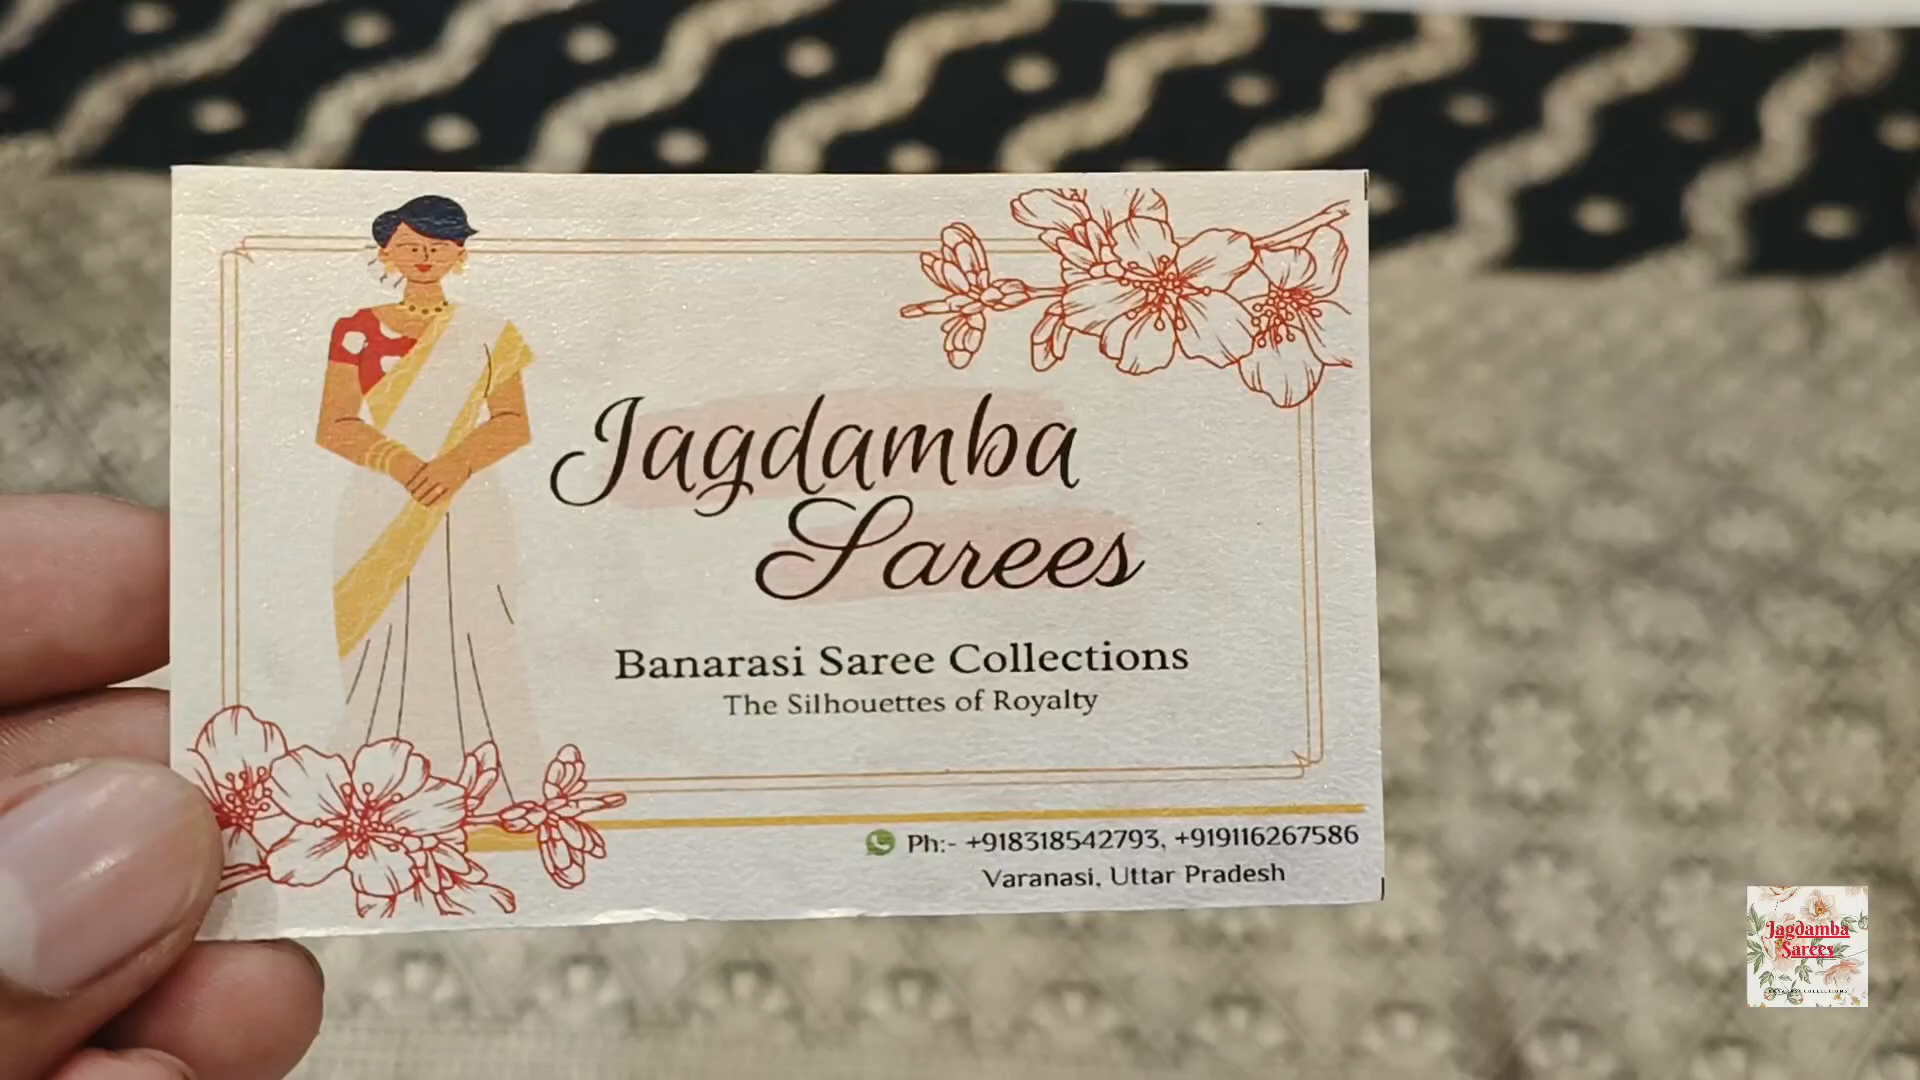 Jagdamba
Sarees
Banarasi Saree Collections
The Silhouettes of Royalty
Ph:- +918318542793, +919116267586
Varanasi, Uttar Pradesh
Jagdamba
Sarees